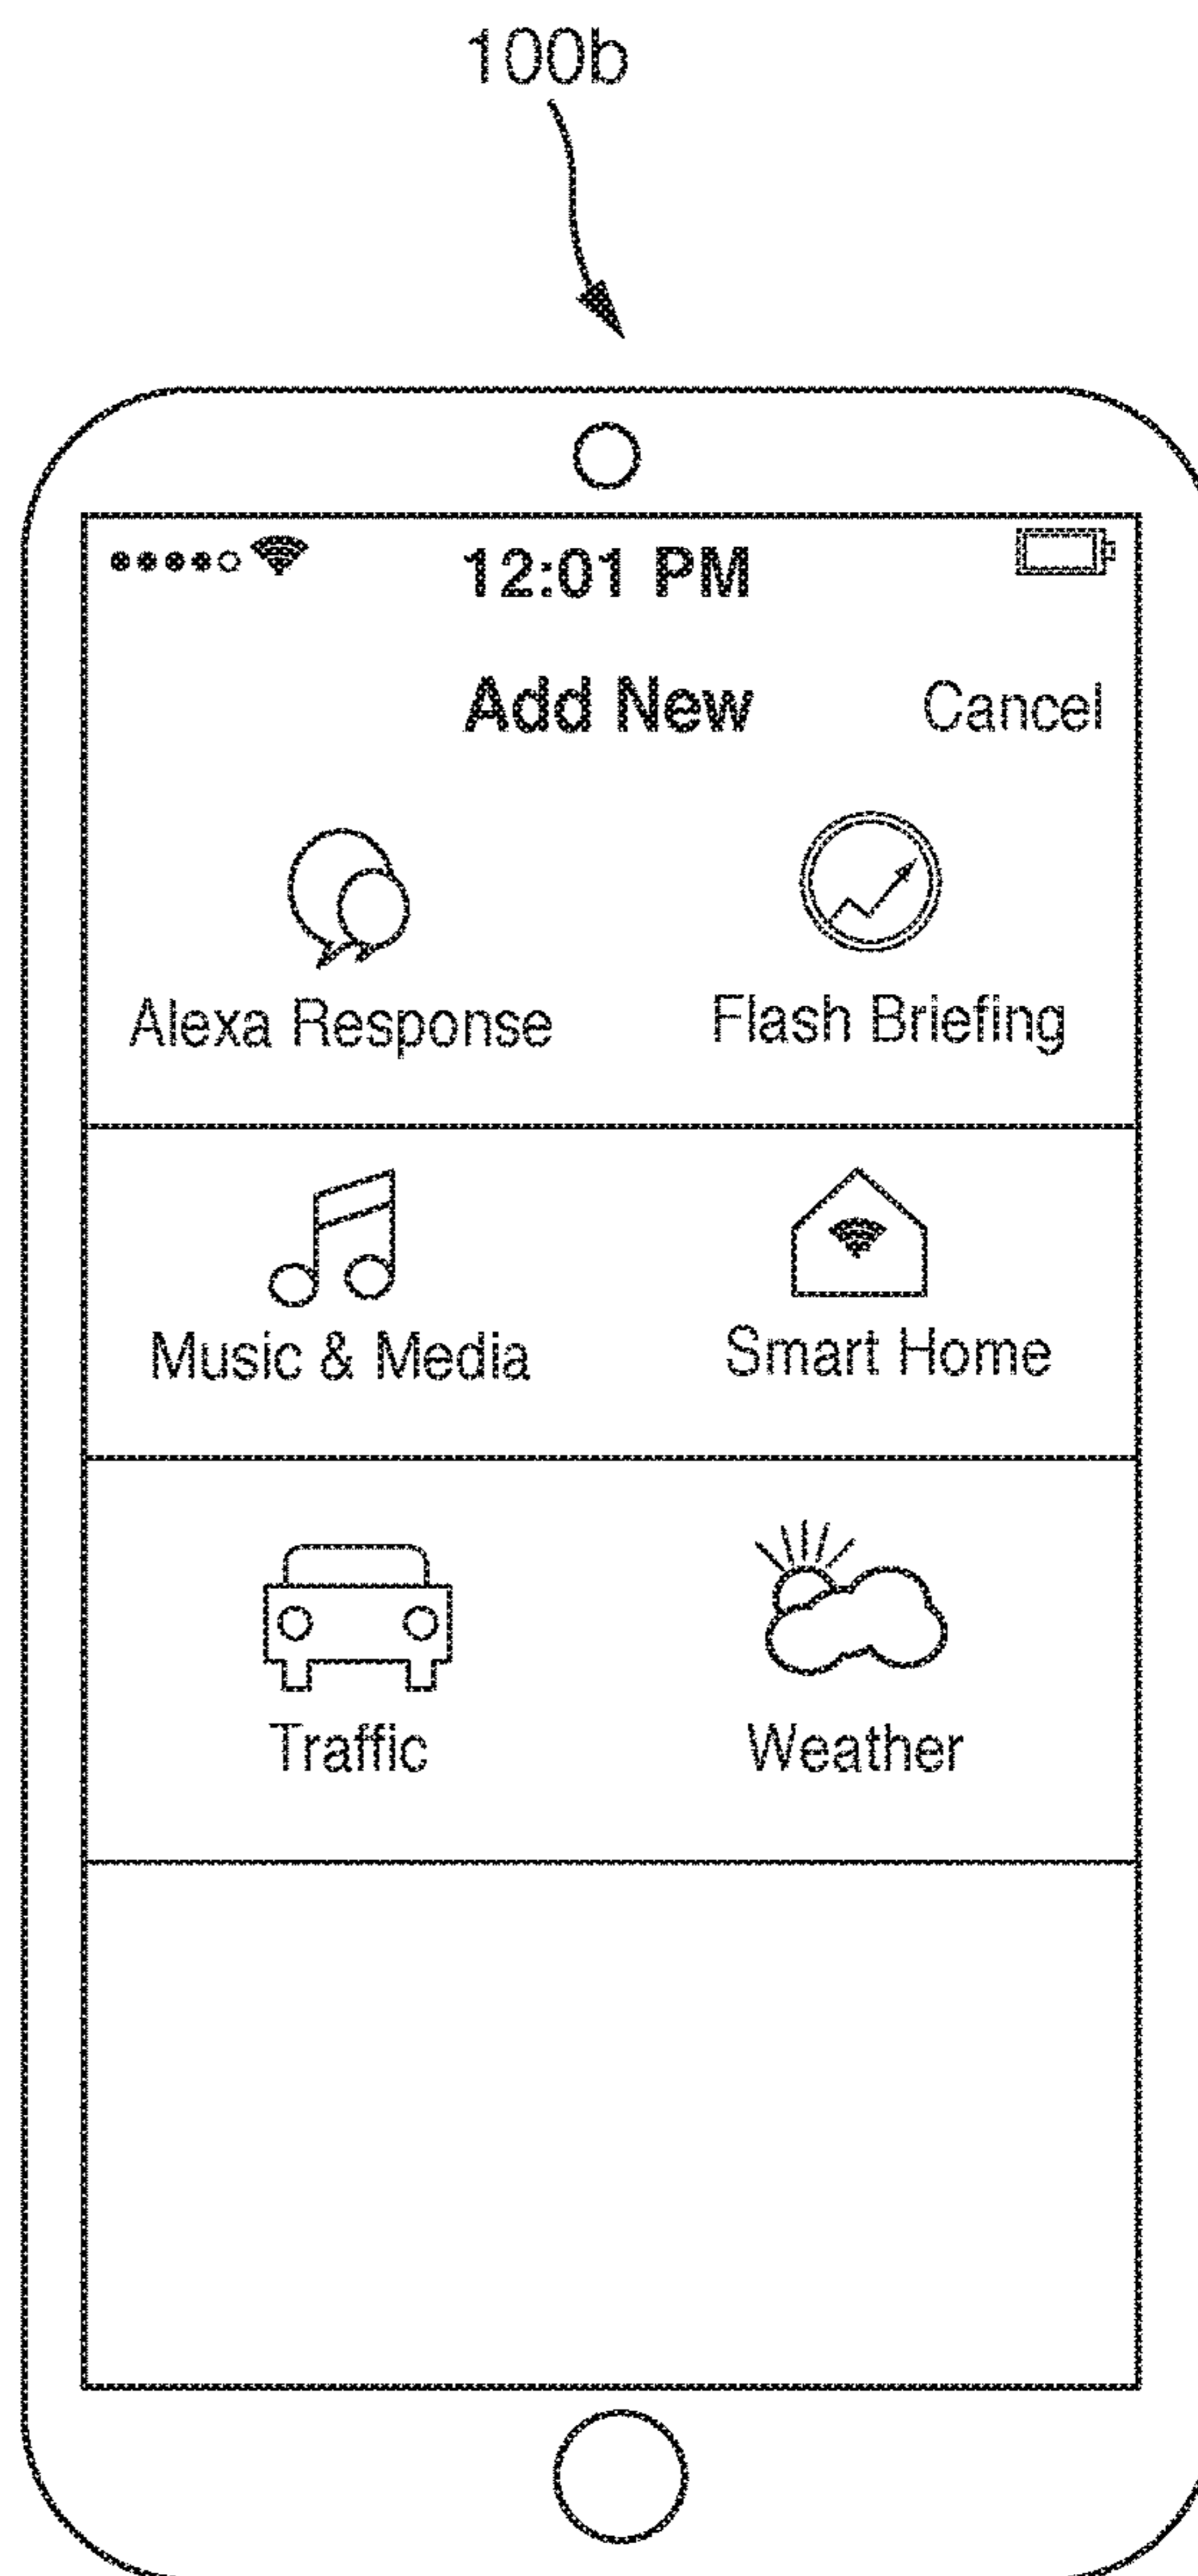 100b
12:01 PM
Add New Cancel
Alexa Response Flash Briefing
Music & Media Smart Home
Traffic Weather